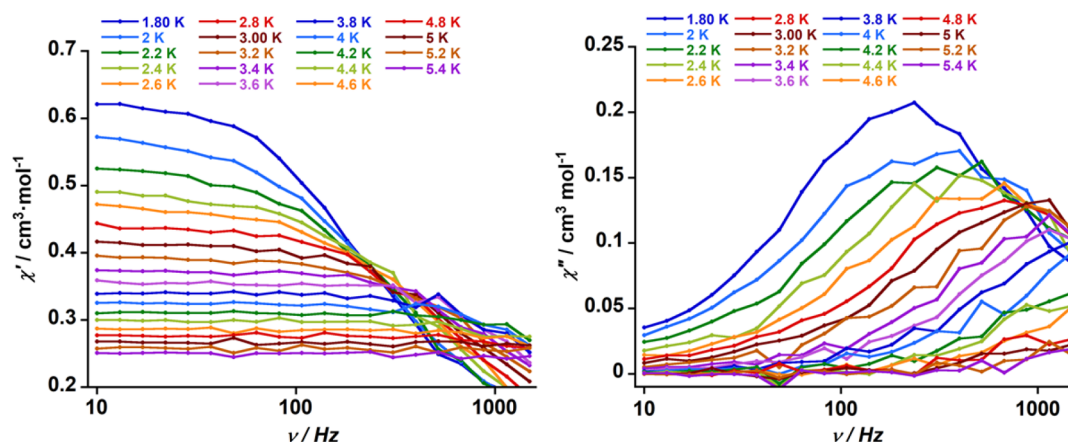 1.80 K 2.8 K 3.8 K 4.8 K
2 K 3.00 K 4 K 5 K
2.2 K 3.2 K 4.2 K 5.2 K
2.4 K 3.4 K 4.4 K 5.4 K
2.6 K 3.6 K 4.6 K
0.7
0.6
0.5
0.4
0.3
0.2
χ′ / cm³·mol⁻¹
10 100 1000
ν / Hz
1.80 K 2.8 K 3.8 K 4.8 K
2 K 3.00 K 4 K 5 K
2.2 K 3.2 K 4.2 K 5.2 K
2.4 K 3.4 K 4.4 K 5.4 K
2.6 K 3.6 K 4.6 K
0.25
0.2
0.15
0.1
0.05
0
χ″ / cm³ mol⁻¹
10 100 1000
ν / Hz